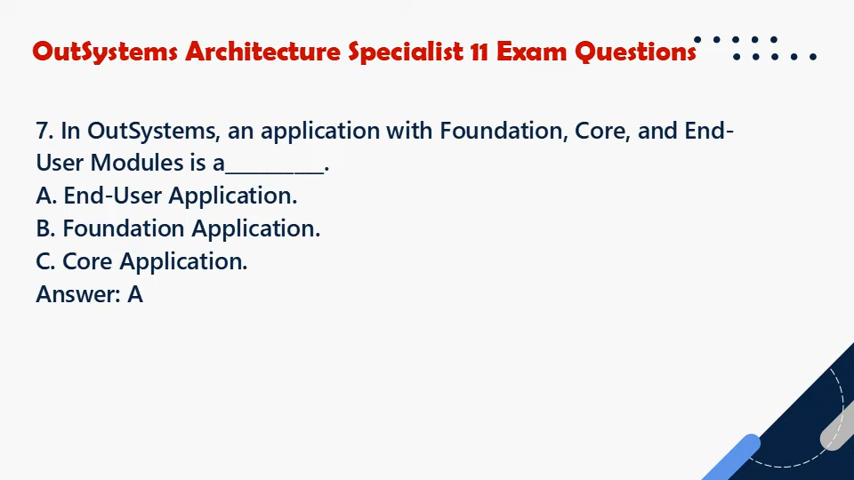 OutSystems Architecture Specialist 11 Exam Questions
7. In OutSystems, an application with Foundation, Core, and End-
User Modules is a_________.
A. End-User Application.
B. Foundation Application.
C. Core Application.
Answer: A